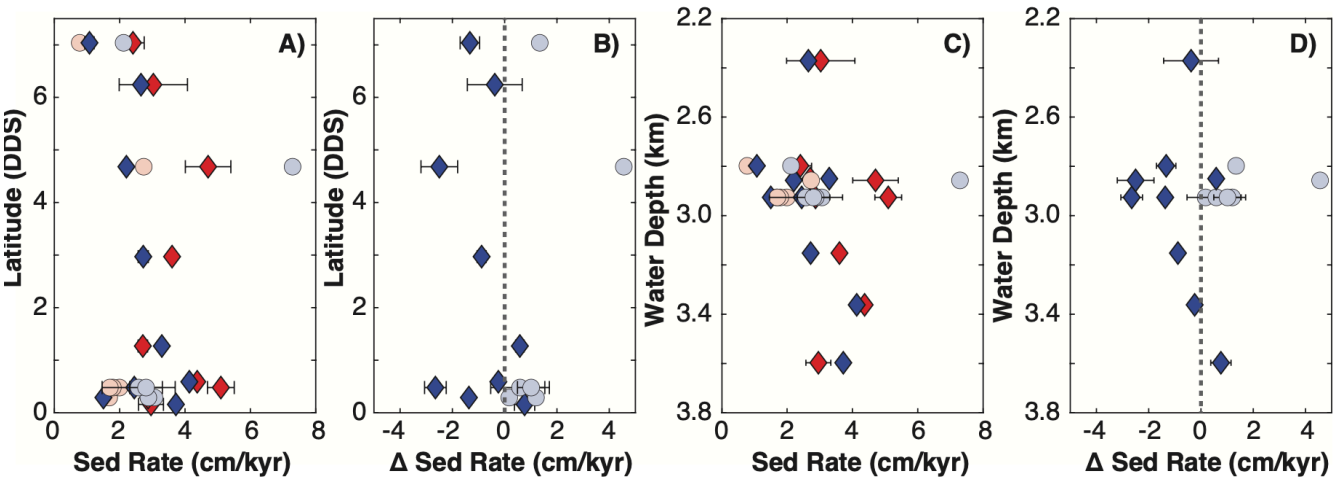 A)
6
4
2
0
Latitude (DDS)
0 2 4 6 8
Sed Rate (cm/kyr)
B)
6
4
2
0
Latitude (DDS)
-4 -2 0 2 4
Δ Sed Rate (cm/kyr)
C)
2.2
2.6
3.0
3.4
3.8
Water Depth (km)
0 2 4 6 8
Sed Rate (cm/kyr)
D)
2.2
2.6
3.0
3.4
3.8
Water Depth (km)
-4 -2 0 2 4
Δ Sed Rate (cm/kyr)